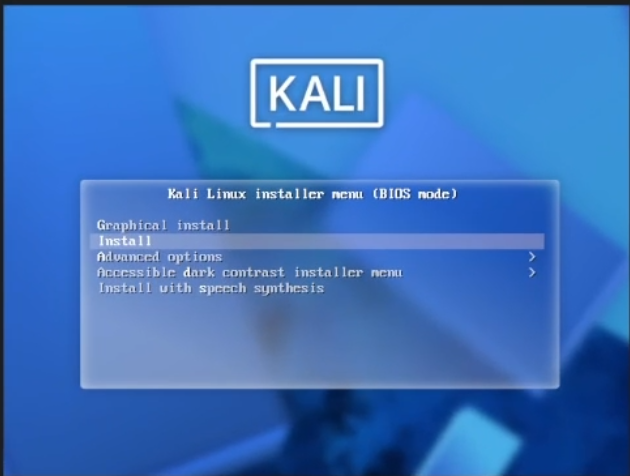 KALI
Kali Linux installer menu (BIOS mode)
Graphical install
Install
Advanced options >
Accessible dark contrast installer menu >
Install with speech synthesis